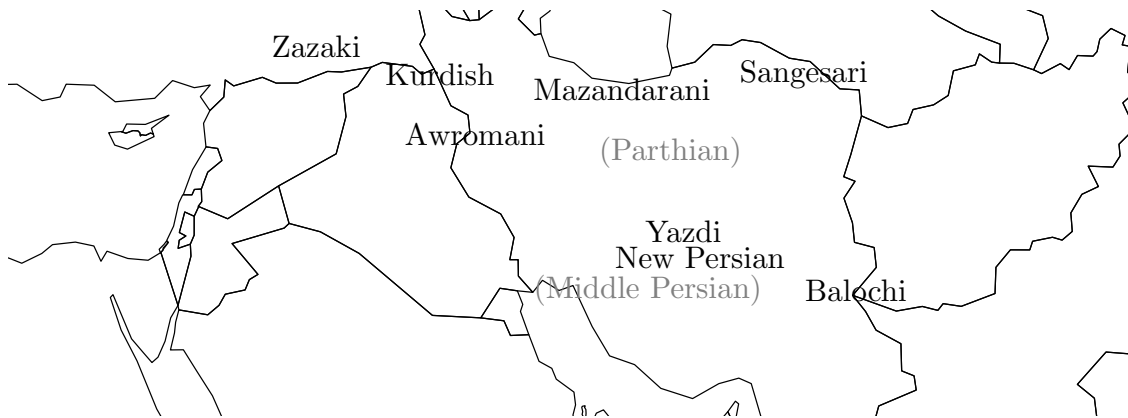 Zazaki
Kurdish
Sangesari
Mazandarani
Awromani
(Parthian)
Yazdi
New Persian
(Middle Persian)
Balochi